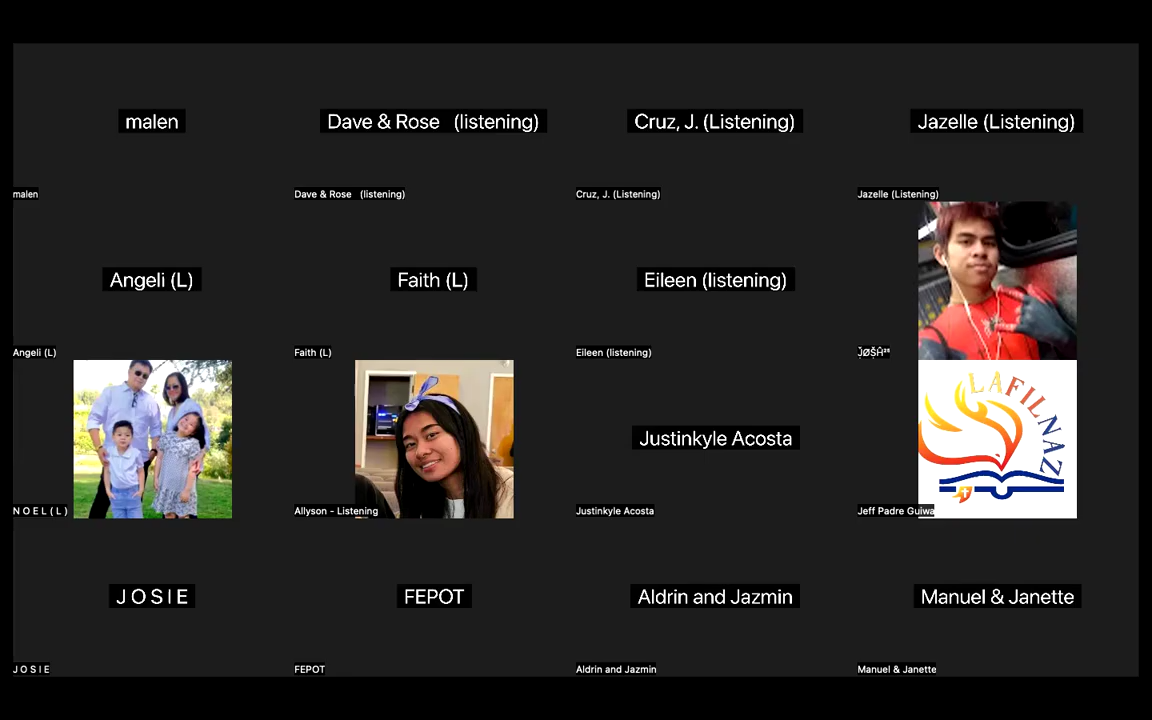 malen
Dave & Rose (listening)
Cruz, J. (Listening)
Jazelle (Listening)
malen
Dave & Rose (listening)
Cruz, J. (Listening)
Jazelle (Listening)
Angeli (L)
Faith (L)
Eileen (listening)
Angeli (L)
Faith (L)
Eileen (listening)
LAFILNAZ
Justinkyle Acosta
N O E L ( L )
Allyson - Listening
Justinkyle Acosta
Jeff Padre Guiwa
J O S I E
FEPOT
Aldrin and Jazmin
Manuel & Janette
J O S I E
FEPOT
Aldrin and Jazmin
Manuel & Janette